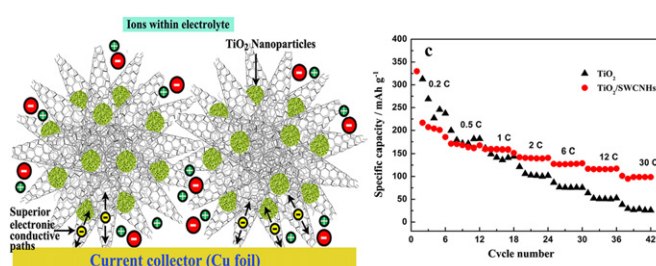 Ions within electrolyte
TiO₂ Nanoparticles
Superior
electronic
conductive
paths
Current collector (Cu foil)
c
TiO₂
TiO₂/SWCNHs
0.2 C
0.5 C
1 C
2 C
6 C
12 C
30 C
Specific capacity / mAh g⁻¹
400
350
300
250
200
150
100
50
0
0 6 12 18 24 30 36 42
Cycle number